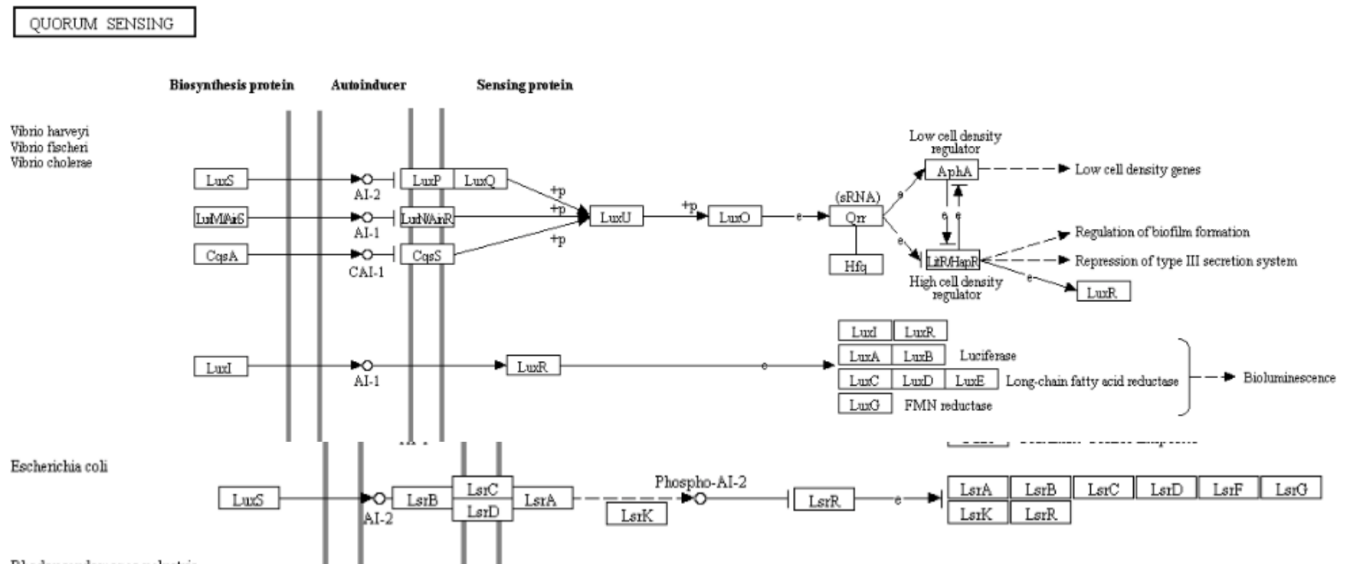 QUORUM SENSING
Biosynthesis protein Autoinducer Sensing protein
Vibrio harveyi
Vibrio fischeri
Vibrio cholerae
LuxS
AI-2
LuxP LuxQ
+p
LuxM/AinS
AI-1
LuxN/AinR
+p
CqsA
CAI-1
CqsS
+p
LuxU
+p
LuxO
e
(sRNA)
Qrr
Hfq
e
e
Low cell density
regulator
AphA
Low cell density genes
e e
LitR/HapR
High cell density
regulator
Regulation of biofilm formation
Repression of type III secretion system
e
LuxR
LuxI
AI-1
LuxR
e
LuxI LuxR
LuxA LuxB Luciferase
LuxC LuxD LuxE Long-chain fatty acid reductase
LuxG FMN reductase
Bioluminescence
Escherichia coli
LuxS
AI-2
LsrB
LsrC
LsrD
LsrA
LsrK
Phospho-AI-2
LsrR
e
LsrA LsrB LsrC LsrD LsrF LsrG
LsrK LsrR